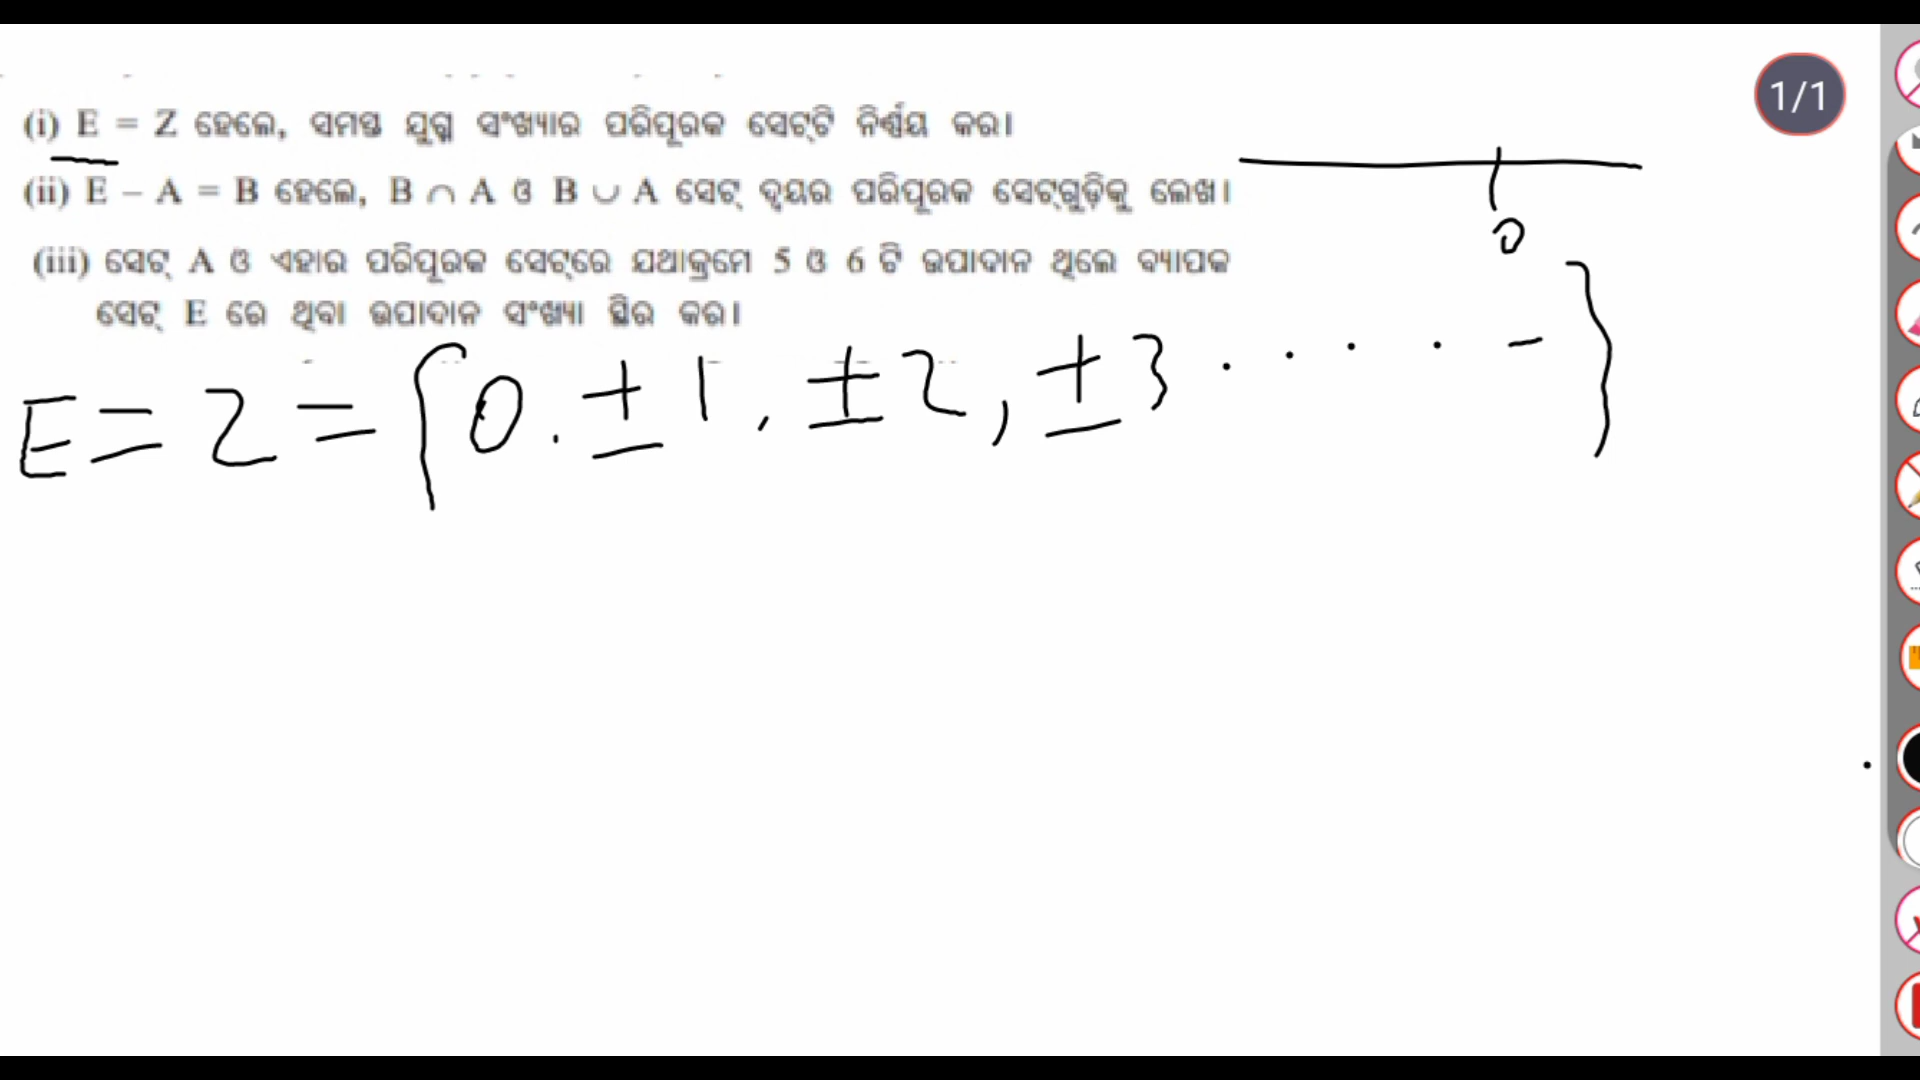 (i) E = Z ହେଲେ, ସମସ୍ତ ଯୁଗ୍ମ ସଂଖ୍ୟାର ପରିପୂରକ ସେଟ୍‌ଟି ନିର୍ଣ୍ଣୟ କର।
(ii) E – A = B ହେଲେ, B ∩ A ଓ B ∪ A ସେଟ୍ ଦ୍ୱୟର ପରିପୂରକ ସେଟ୍‌ଗୁଡ଼ିକୁ ଲେଖ।
(iii) ସେଟ୍ A ଓ ଏହାର ପରିପୂରକ ସେଟ୍‌ରେ ଯଥାକ୍ରମେ 5 ଓ 6 ଟି ଉପାଦାନ ଥିଲେ ବ୍ୟାପକ
ସେଟ୍ E ରେ ଥିବା ଉପାଦାନ ସଂଖ୍ୟା ସ୍ଥିର କର।
1/1
0
E = Z = {0. ±1, ±2, ±3 . . . . – }